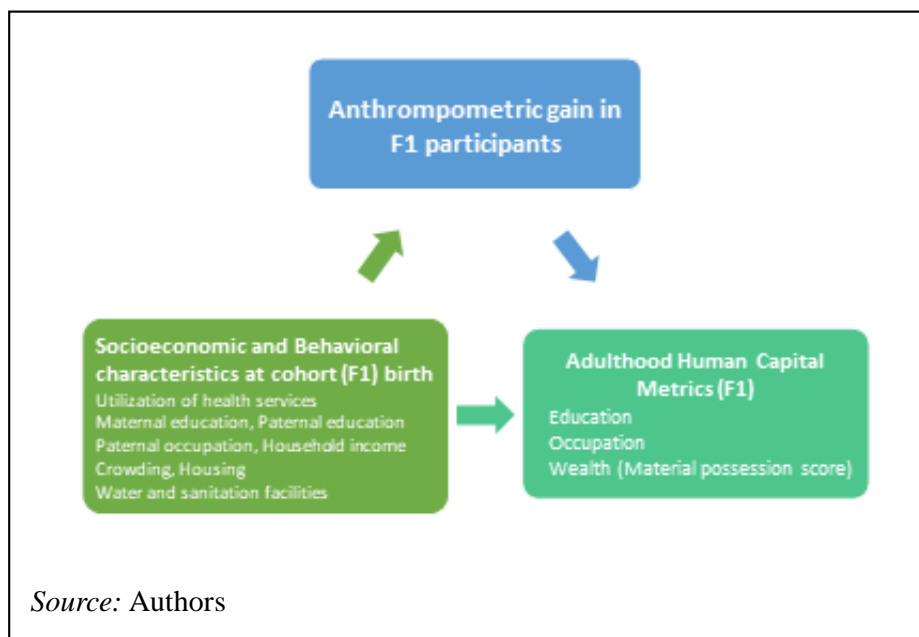 Anthrompometric gain in
F1 participants
Socioeconomic and Behavioral
characteristics at cohort (F1) birth
Utilization of health services
Maternal education, Paternal education
Paternal occupation, Household income
Crowding, Housing
Water and sanitation facilities
Adulthood Human Capital
Metrics (F1)
Education
Occupation
Wealth (Material possession score)
Source: Authors